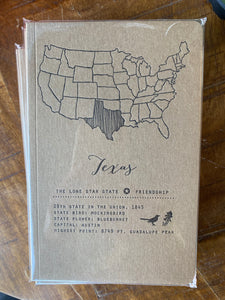 Texas
THE LONE STAR STATE FRIENDSHIP
28TH STATE IN THE UNION, 1845
STATE BIRD: MOCKINGBIRD
STATE FLOWER: BLUEBONNET
CAPITAL: AUSTIN
HIGHEST POINT: 8749 FT, GUADALUPE PEAK